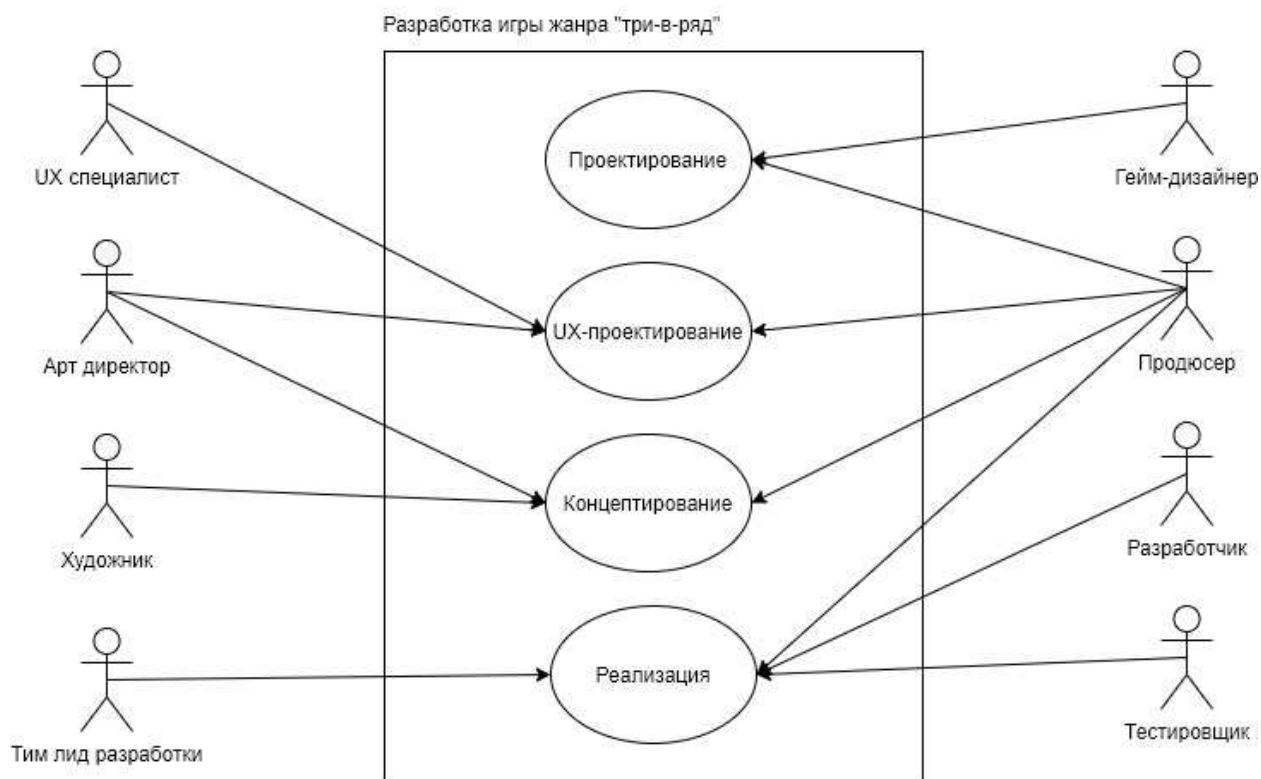 Разработка игры жанра "три-в-ряд"
UX специалист
Проектирование
Гейм-дизайнер
Арт директор
UX-проектирование
Продюсер
Художник
Концептирование
Разработчик
Тим лид разработки
Реализация
Тестировщик